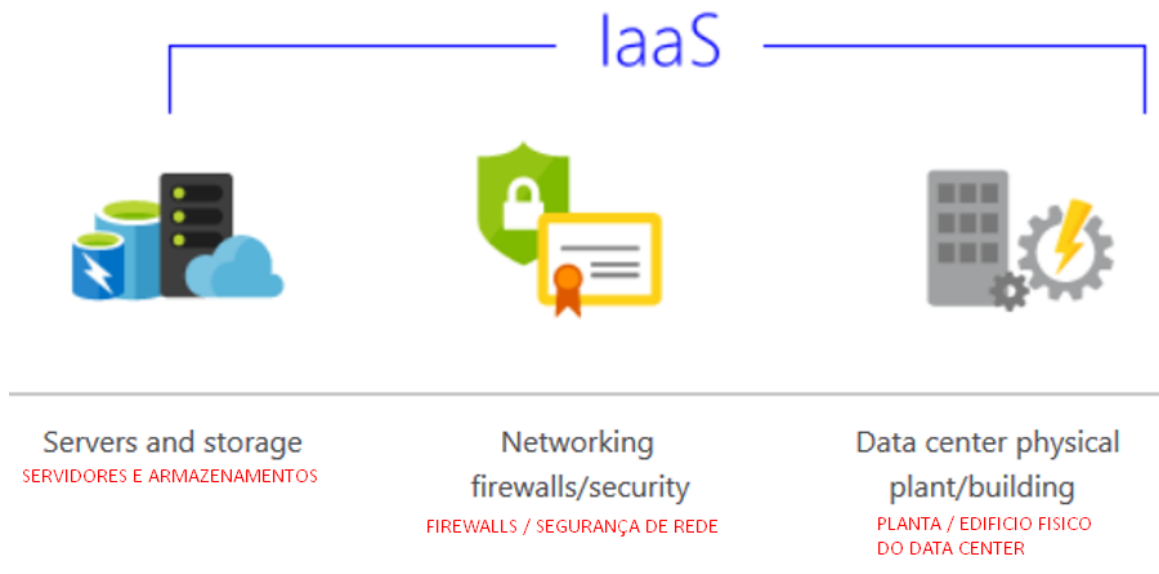 IaaS
Servers and storage
SERVIDORES E ARMAZENAMENTOS
Networking
firewalls/security
FIREWALLS / SEGURANÇA DE REDE
Data center physical
plant/building
PLANTA / EDIFICIO FISICO
DO DATA CENTER